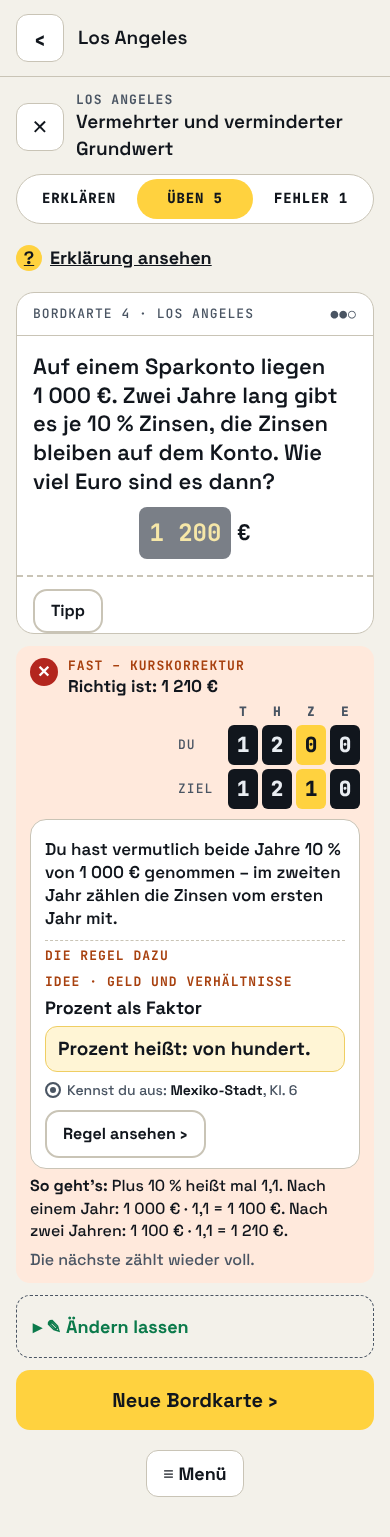 < Los Angeles
LOS ANGELES
✕ Vermehrter und verminderter
Grundwert
ERKLÄREN ÜBEN 5 FEHLER 1
? Erklärung ansehen
BORDKARTE 4 · LOS ANGELES ●●○
Auf einem Sparkonto liegen
1 000 €. Zwei Jahre lang gibt
es je 10 % Zinsen, die Zinsen
bleiben auf dem Konto. Wie
viel Euro sind es dann?
1 200 €
Tipp
✕ FAST – KURSKORREKTUR
Richtig ist: 1 210 €
T H Z E
DU 1 2 0 0
ZIEL 1 2 1 0
Du hast vermutlich beide Jahre 10 %
von 1 000 € genommen – im zweiten
Jahr zählen die Zinsen vom ersten
Jahr mit.
DIE REGEL DAZU
IDEE · GELD UND VERHÄLTNISSE
Prozent als Faktor
Prozent heißt: von hundert.
Kennst du aus: Mexiko-Stadt, Kl. 6
Regel ansehen >
So geht's: Plus 10 % heißt mal 1,1. Nach
einem Jahr: 1 000 € · 1,1 = 1 100 €. Nach
zwei Jahren: 1 100 € · 1,1 = 1 210 €.
Die nächste zählt wieder voll.
▸ ✎ Ändern lassen
Neue Bordkarte >
≡ Menü